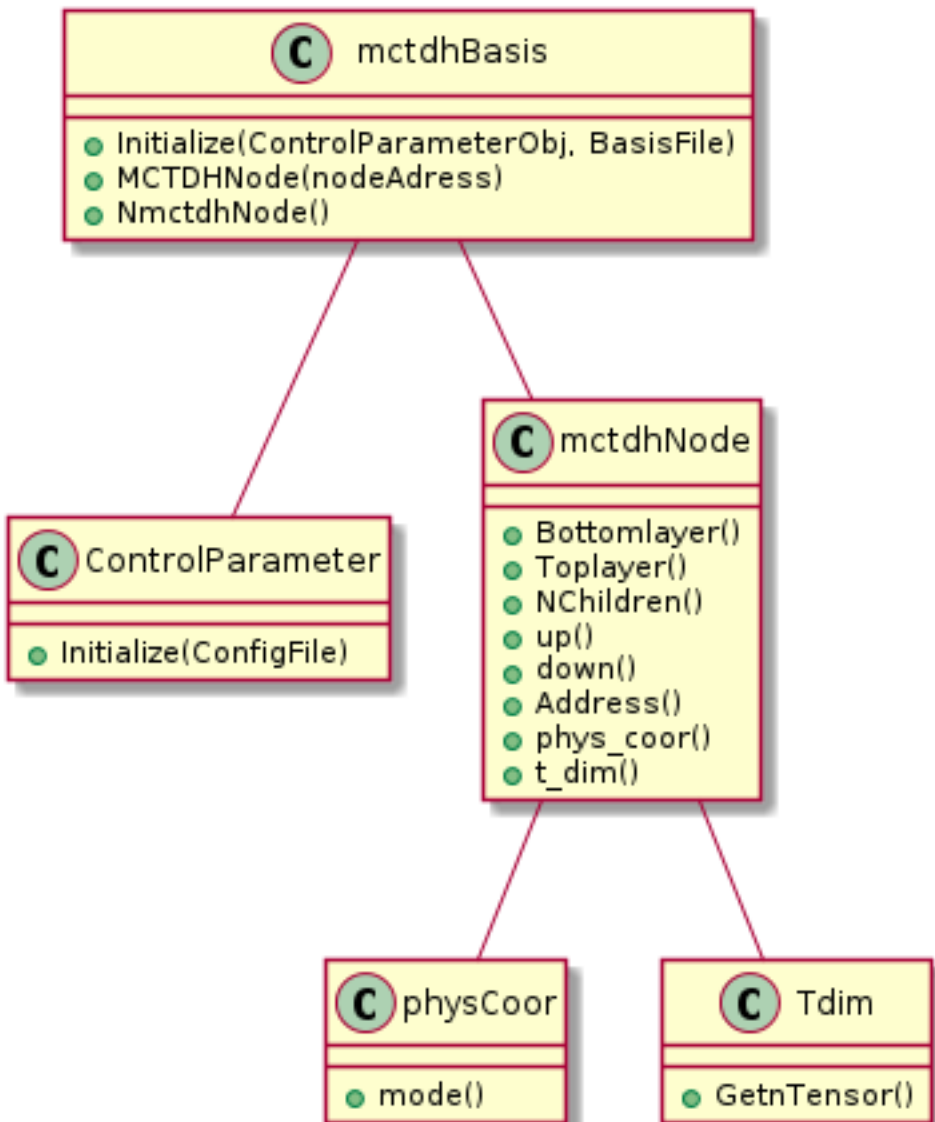 C mctdhBasis
Initialize(ControlParameterObj, BasisFile)
MCTDHNode(nodeAdress)
NmctdhNode()
C mctdhNode
Bottomlayer()
Toplayer()
NChildren()
up()
down()
Address()
phys_coor()
t_dim()
C ControlParameter
Initialize(ConfigFile)
C physCoor
mode()
C Tdim
GetnTensor()